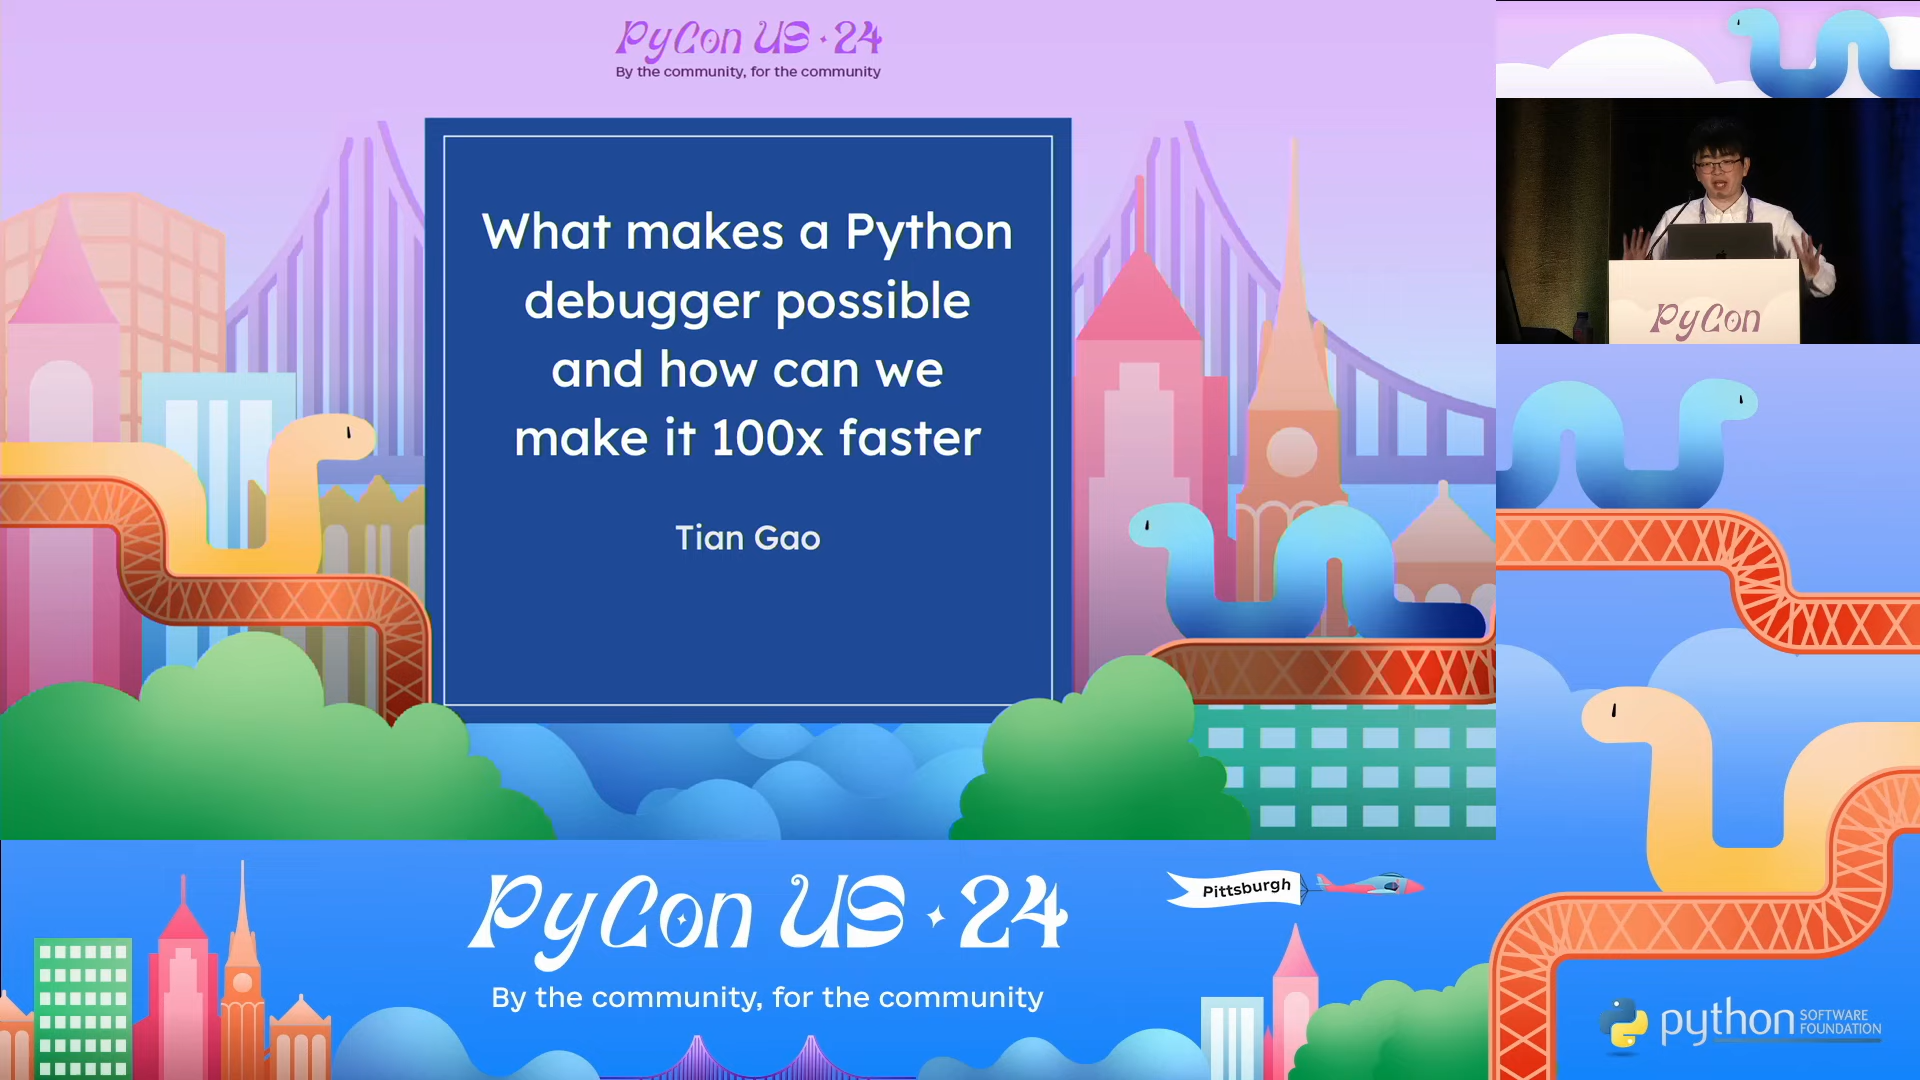 PyCon US · 24
By the community, for the community
What makes a Python
debugger possible
and how can we
make it 100x faster
Tian Gao
PyCon
PyCon US · 24
By the community, for the community
Pittsburgh
python SOFTWARE
FOUNDATION